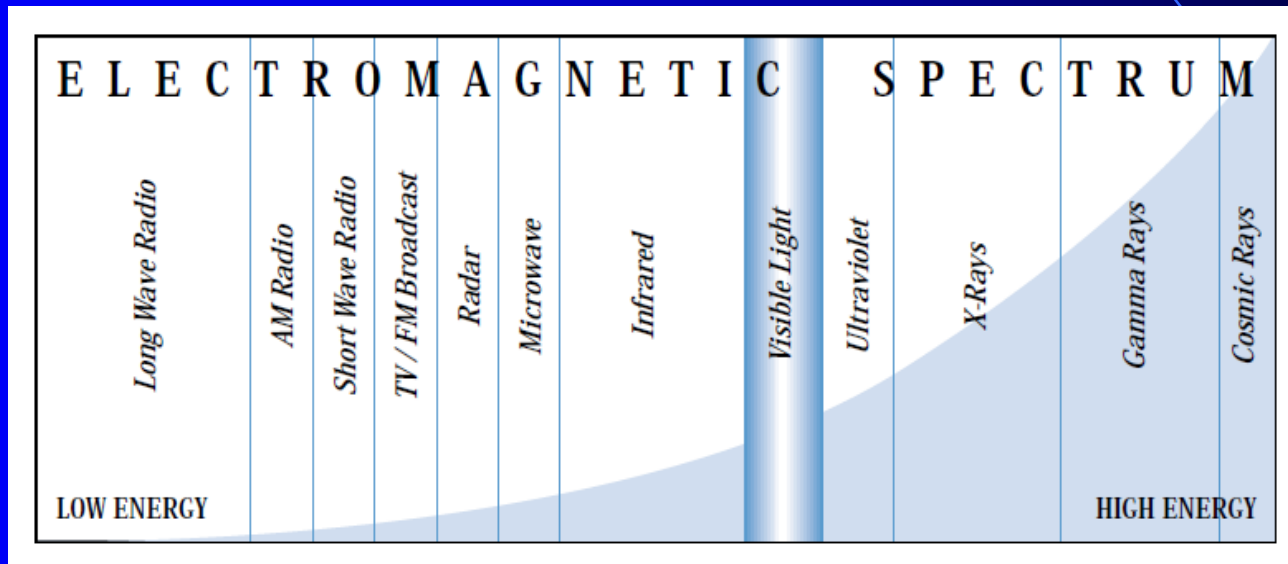 ELECTROMAGNETIC SPECTRUM
Long Wave Radio
AM Radio
Short Wave Radio
TV / FM Broadcast
Radar
Microwave
Infrared
Visible Light
Ultraviolet
X-Rays
Gamma Rays
Cosmic Rays
LOW ENERGY
HIGH ENERGY